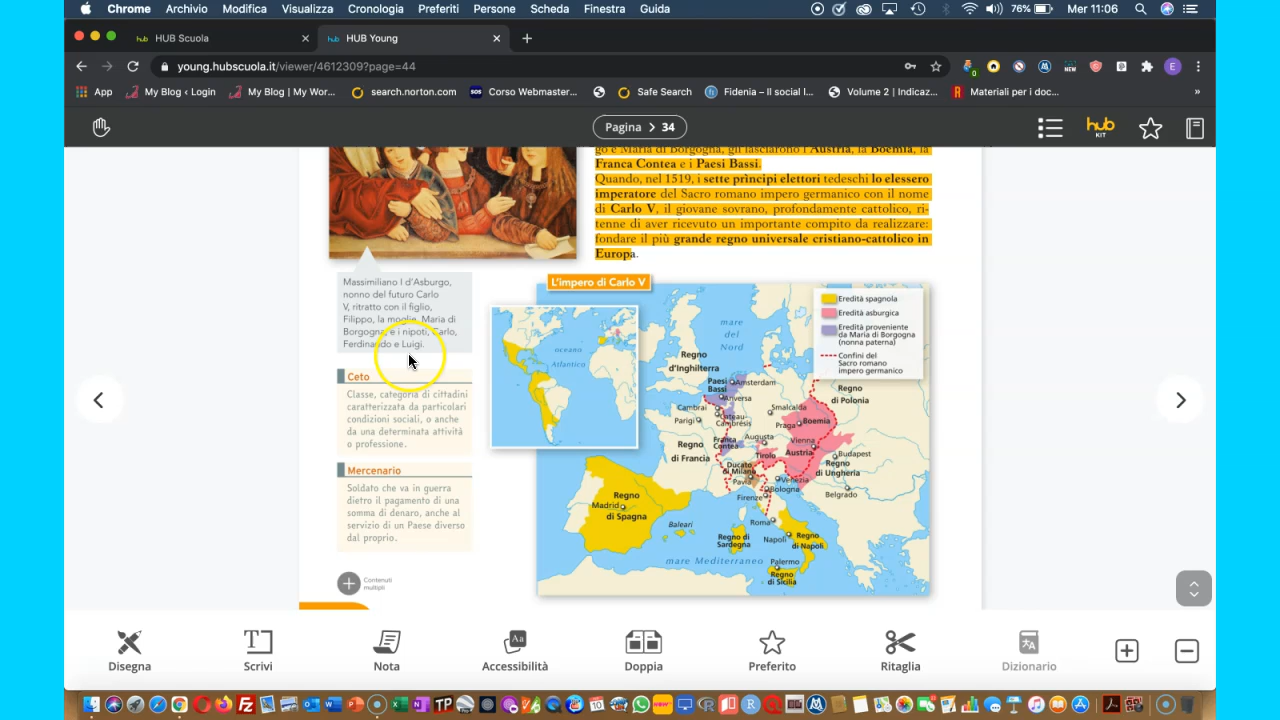 Chrome Archivio Modifica Visualizza Cronologia Preferiti Persone Scheda Finestra Guida 76% Mer 11:06
hub HUB Scuola
hub HUB Young
young.hubscuola.it/viewer/4612309?page=44
App My Blog ‹ Login My Blog | My Wor... search.norton.com Corso Webmaster... Safe Search Fidenia – Il social l... Volume 2 | Indicaz... Materiali per i doc... »
Pagina > 34
hub
KIT
go e Maria di Borgogna, gli lasciarono l'Austria, la Boemia, la
Franca Contea e i Paesi Bassi.
Quando, nel 1519, i sette prìncipi elettori tedeschi lo elessero
imperatore del Sacro romano impero germanico con il nome
di Carlo V, il giovane sovrano, profondamente cattolico, ri-
tenne di aver ricevuto un importante compito da realizzare:
fondare il più grande regno universale cristiano-cattolico in
Europa.
Massimiliano I d'Asburgo,
nonno del futuro Carlo
V, ritratto con il figlio,
Filippo, la moglie, Maria di
Borgogna, e i nipoti, Carlo,
Ferdinando e Luigi.
Ceto
Classe, categoria di cittadini
caratterizzata da particolari
condizioni sociali, o anche
da una determinata attività
o professione.
Mercenario
Soldato che va in guerra
dietro il pagamento di una
somma di denaro, anche al
servizio di un Paese diverso
dal proprio.
Contenuti
multipli
L'impero di Carlo V
oceano
Atlantico
Eredità spagnola
Eredità asburgica
Eredità proveniente
da Maria di Borgogna
(nonna paterna)
Confini del
Sacro romano
impero germanico
mare
del
Nord
Regno
d'Inghilterra
Paesi
Bassi
Amsterdam
Anversa
Cambrai
Cateau-
Cambrésis
Parigi
Smalcalda
Regno
di Polonia
Praga
Boemia
Regno
di Francia
Franca
Contea
Augusta
Tirolo
Vienna
Austria
Budapest
Regno
di Ungheria
Ducato
di Milano
Pavia
Venezia
Bologna
Firenze
Belgrado
Regno
Madrid
di Spagna
Baleari
Roma
Regno di
Sardegna
Napoli
Regno
di Napoli
mare Mediterraneo
Palermo
Regno
di Sicilia
Disegna
Scrivi
Nota
Accessibilità
Doppia
Preferito
Ritaglia
Dizionario